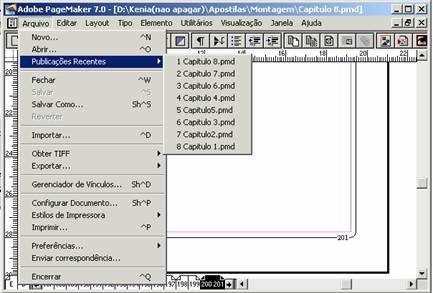 Adobe PageMaker 7.0 - [D:\Kenia(nao apagar)\Apostilas\Montagem\Capitulo 8.pmd]
Arquivo Editar Layout Tipo Elemento Utilitários Visualização Janela Ajuda
Novo... ^N
Abrir... ^O
Publicações Recentes
Fechar ^W
Salvar ^S
Salvar Como... Sh^S
Reverter
Importar... ^D
Obter TIFF
Exportar...
Gerenciador de Vínculos... Sh^D
Configurar Documento... Sh^P
Estilos de Impressora
Imprimir... ^P
Preferências...
Enviar correspondência...
Encerrar ^Q
1 Capitulo 8.pmd
2 Capitulo 7.pmd
3 Capitulo 6.pmd
4 Capitulo 4.pmd
5 Capitulo5.pmd
6 Capitulo 3.pmd
7 Capitulo2.pmd
8 Capitulo 1.pmd
201
197 198 199 200 201